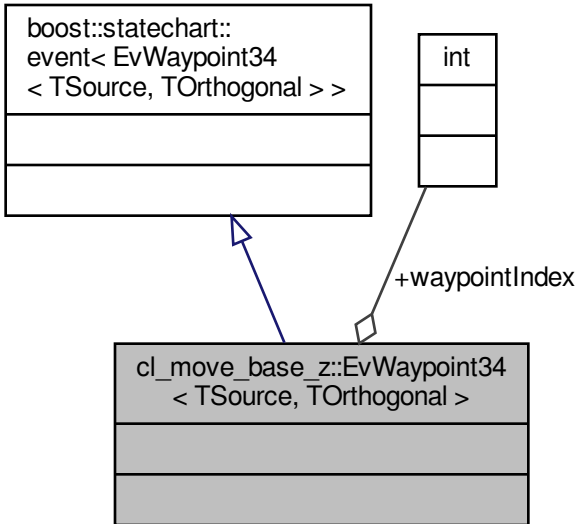 boost::statechart::
event< EvWaypoint34
< TSource, TOrthogonal > >
int
+waypointIndex
cl_move_base_z::EvWaypoint34
< TSource, TOrthogonal >